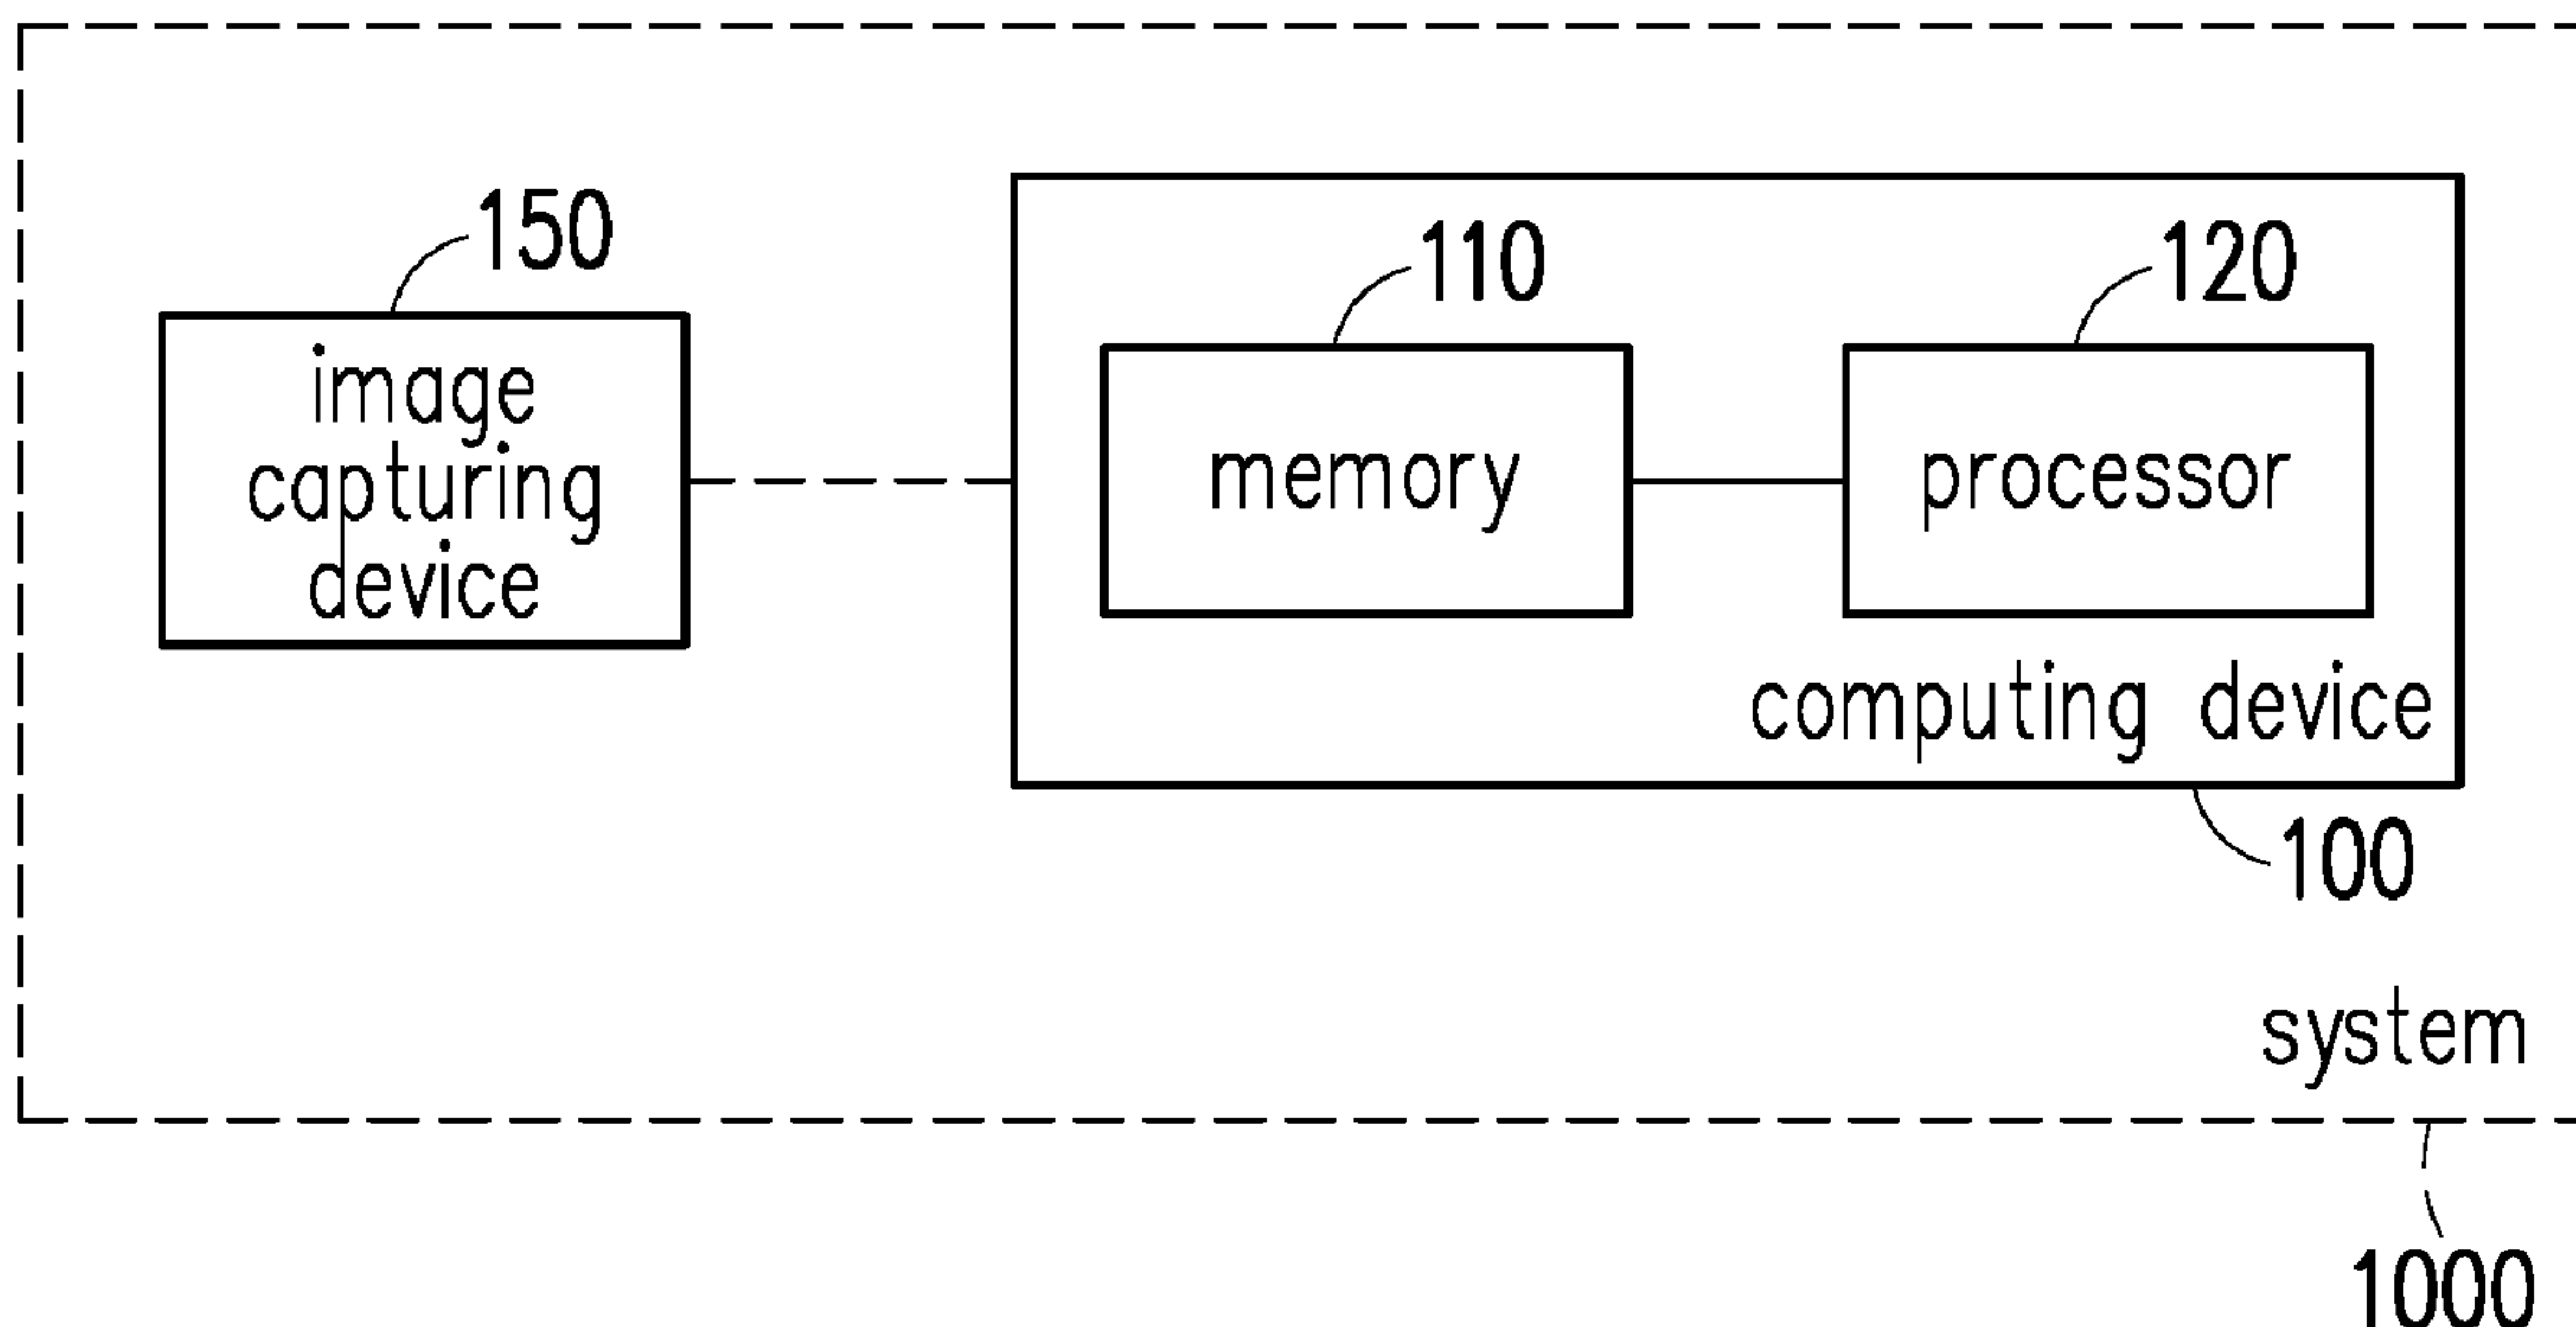 150
image
capturing
device
110
memory
120
processor
computing device
100
system
1000